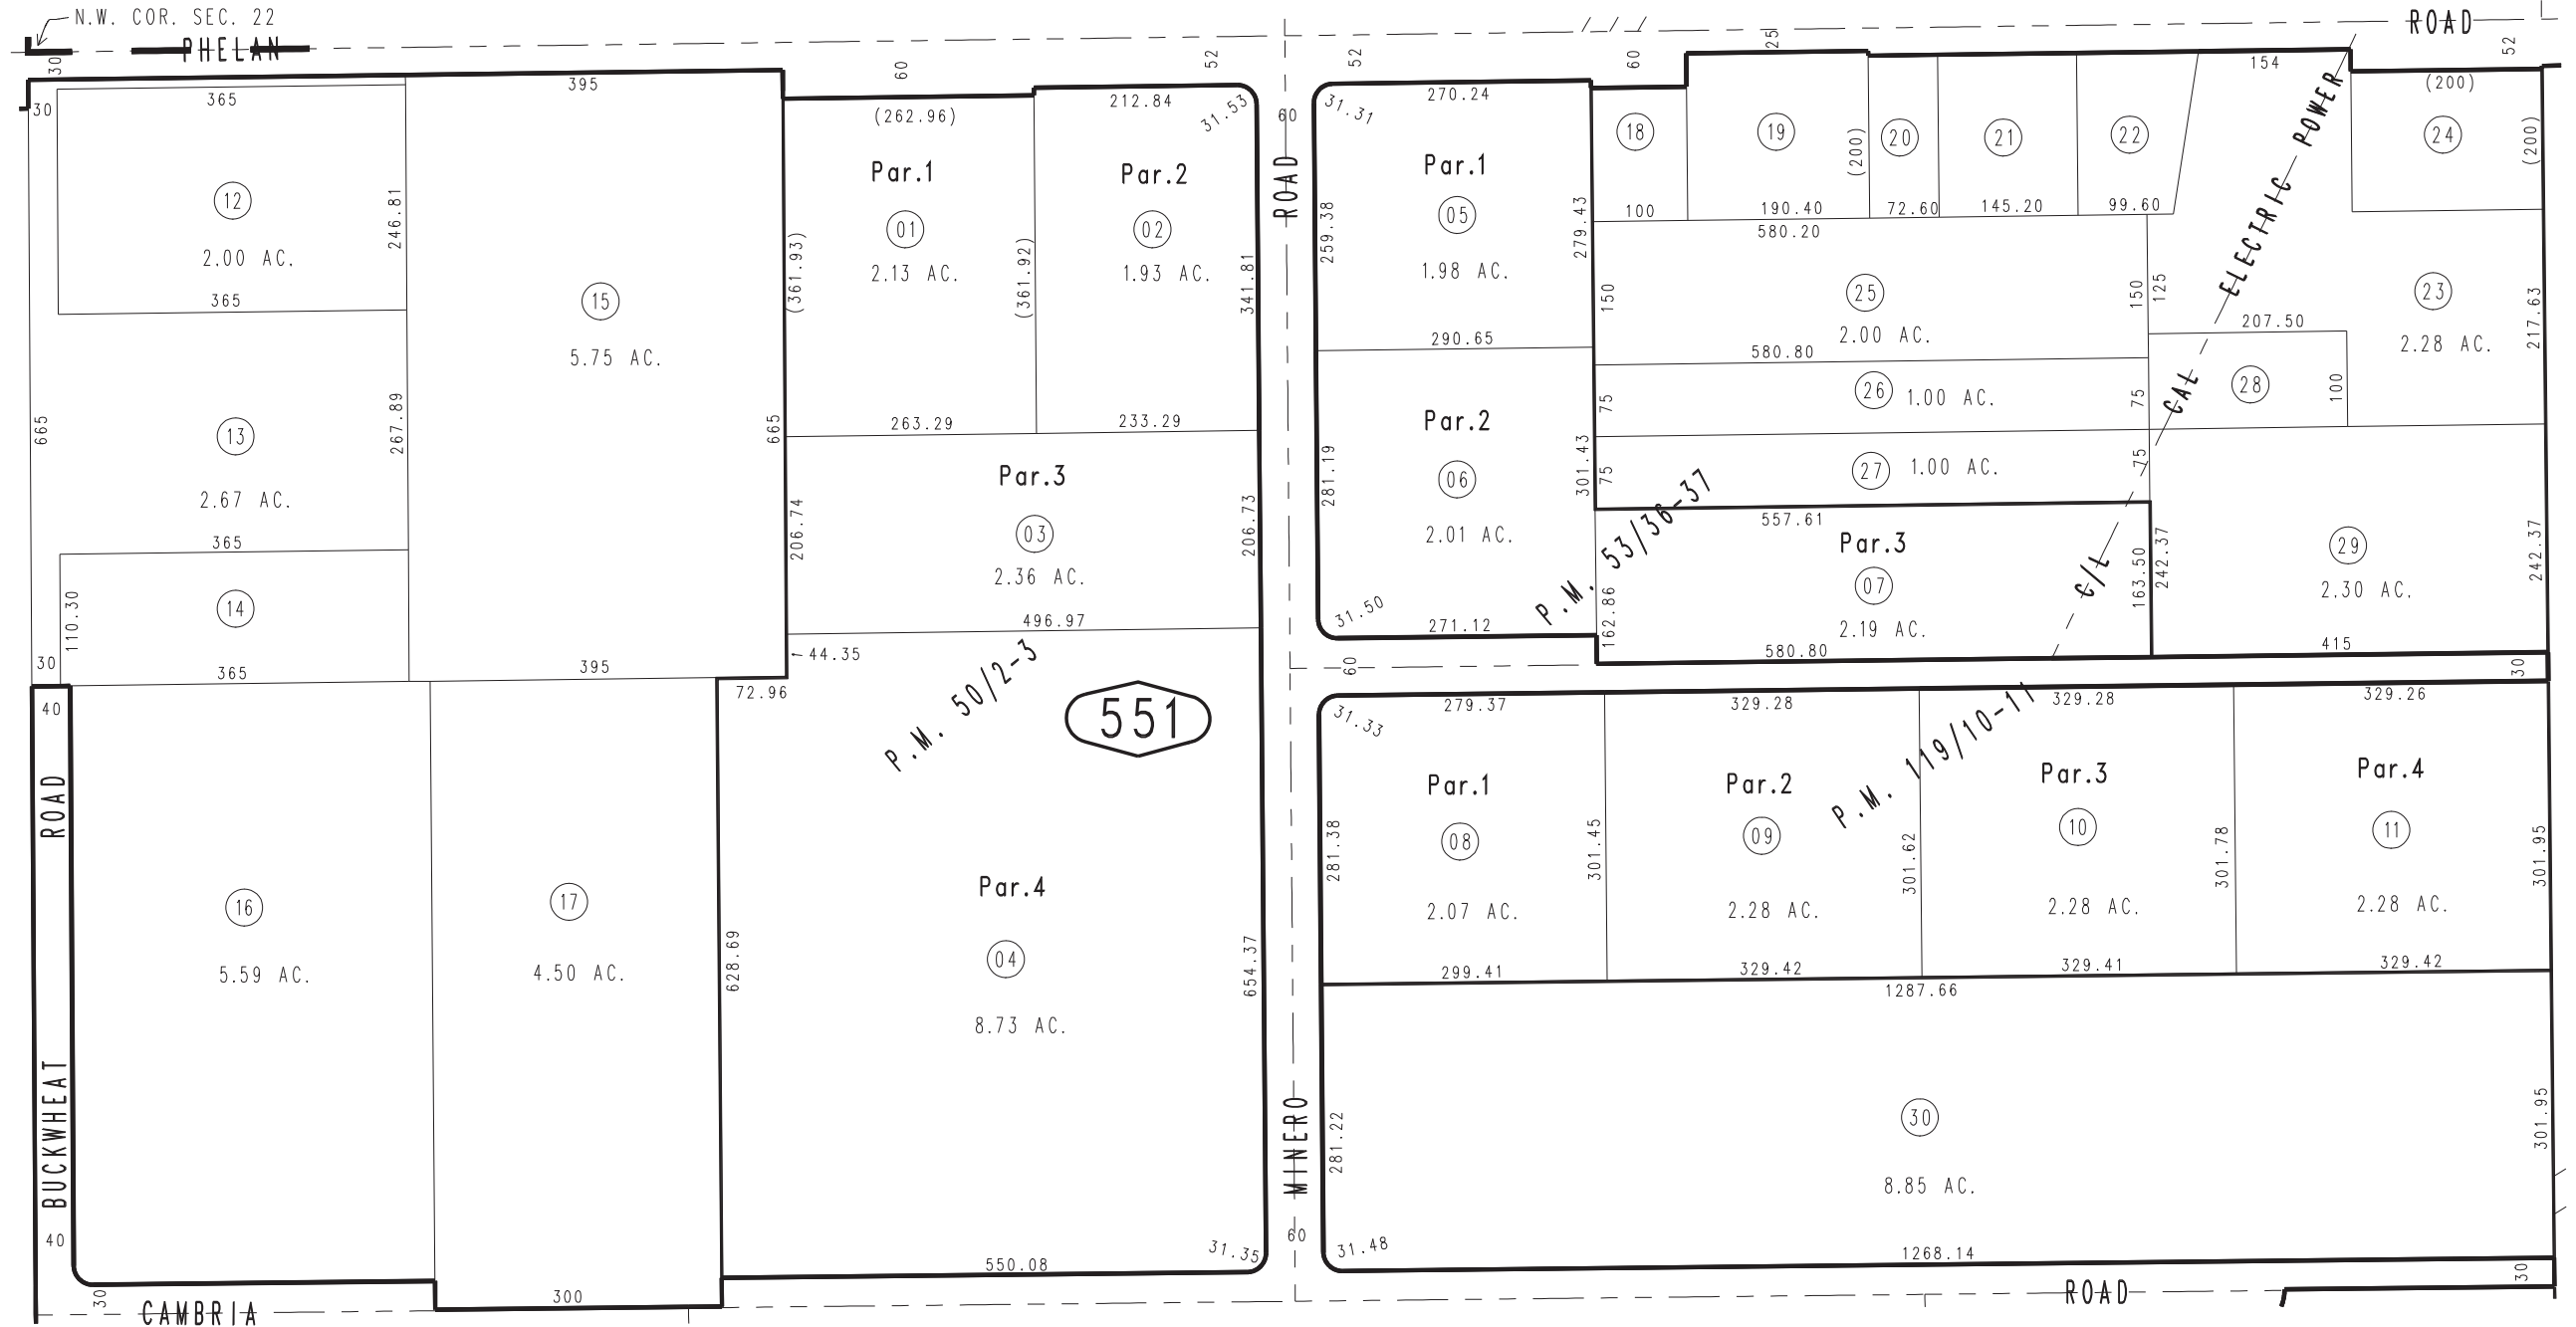 N.W. COR. SEC. 22
PHELAN
ROAD
30
60
52
52
60
25
52
30
365
395
(262.96)
212.84
31.53
60
31.31
270.24
154
(200)
12
2.00 AC.
246.81
365
15
5.75 AC.
Par.1
01
2.13 AC.
(361.93)
(361.92)
Par.2
02
1.93 AC.
341.81
263.29
233.29
ROAD
Par.1
05
1.98 AC.
259.38
279.43
290.65
18
100
19
190.40
(200)
20
72.60
21
145.20
22
99.60
24
(200)
580.20
150
25
2.00 AC.
150
125
580.80
207.50
23
2.28 AC.
217.63
CAL ELECTRIC POWER
C/L
665
13
2.67 AC.
267.89
365
665
Par.3
03
2.36 AC.
206.74
206.73
496.97
Par.2
06
2.01 AC.
281.19
301.43
31.50
271.12
75
26
1.00 AC.
75
28
100
75
27
1.00 AC.
75
P.M. 53/36-37
557.61
Par.3
07
2.19 AC.
162.86
163.50
242.37
580.80
29
2.30 AC.
242.37
415
110.30
14
30
365
395
44.35
72.96
P.M. 50/2-3
551
60
30
40
ROAD
BUCKWHEAT
40
16
5.59 AC.
17
4.50 AC.
628.69
Par.4
04
8.73 AC.
654.37
31.35
550.08
31.33
279.37
329.28
329.28
329.26
P.M. 119/10-11
Par.1
08
2.07 AC.
281.38
301.45
299.41
Par.2
09
2.28 AC.
301.62
329.42
Par.3
10
2.28 AC.
301.78
329.41
Par.4
11
2.28 AC.
301.95
329.42
1287.66
MINERO
281.22
30
8.85 AC.
301.95
60
31.48
1268.14
30
30
300
CAMBRIA
ROAD